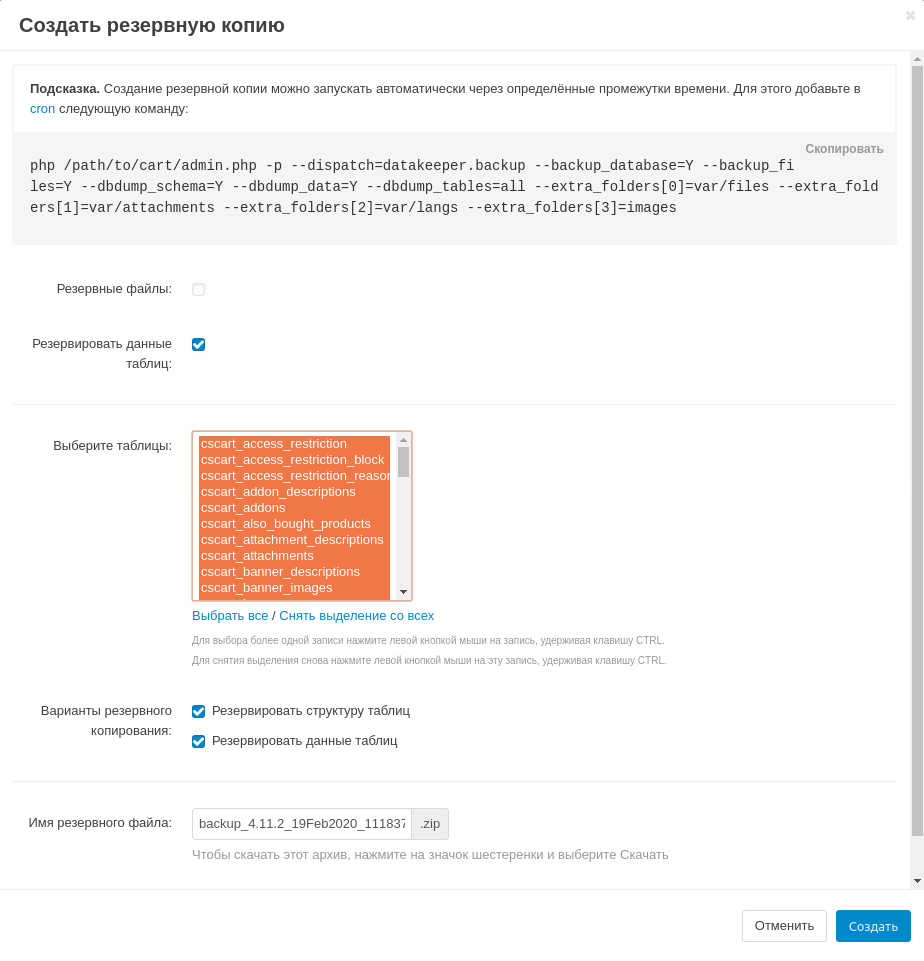 Создать резервную копию
Подсказка. Создание резервной копии можно запускать автоматически через определённые промежутки времени. Для этого добавьте в
cron следующую команду:
Скопировать
php /path/to/cart/admin.php -p --dispatch=datakeeper.backup --backup_database=Y --backup_fi
les=Y --dbdump_schema=Y --dbdump_data=Y --dbdump_tables=all --extra_folders[0]=var/files --extra_fold
ers[1]=var/attachments --extra_folders[2]=var/langs --extra_folders[3]=images
Резервные файлы:
Резервировать данные
таблиц:
Выберите таблицы:
cscart_access_restriction
cscart_access_restriction_block
cscart_access_restriction_reason
cscart_addon_descriptions
cscart_addons
cscart_also_bought_products
cscart_attachment_descriptions
cscart_attachments
cscart_banner_descriptions
cscart_banner_images
Выбрать все / Снять выделение со всех
Для выбора более одной записи нажмите левой кнопкой мыши на запись, удерживая клавишу CTRL.
Для снятия выделения снова нажмите левой кнопкой мыши на эту запись, удерживая клавишу CTRL.
Варианты резервного
копирования:
Резервировать структуру таблиц
Резервировать данные таблиц
Имя резервного файла:
backup_4.11.2_19Feb2020_111837 .zip
Чтобы скачать этот архив, нажмите на значок шестеренки и выберите Скачать
Отменить Создать